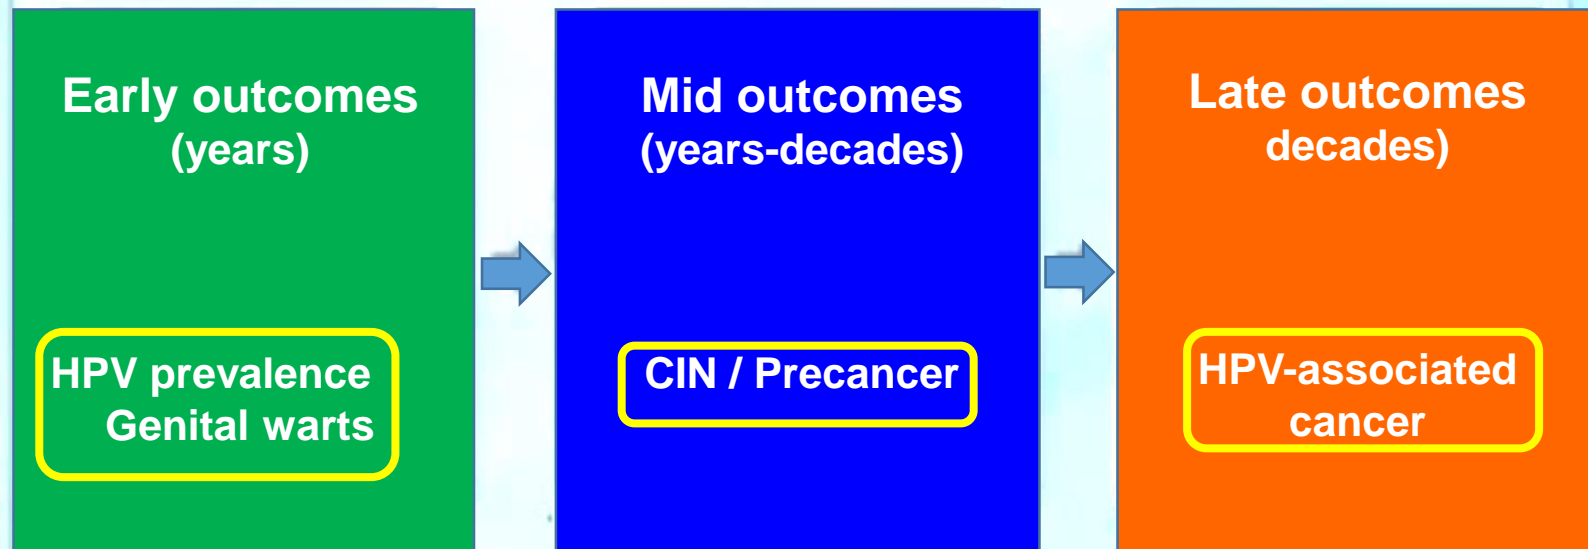 Early outcomes
(years)
HPV prevalence
Genital warts
Mid outcomes
(years-decades)
CIN / Precancer
Late outcomes
decades)
HPV-associated
cancer